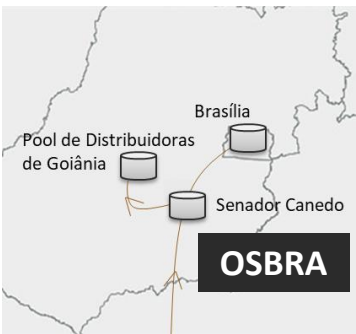 Brasília
Pool de Distribuidoras
de Goiânia
Senador Canedo
OSBRA